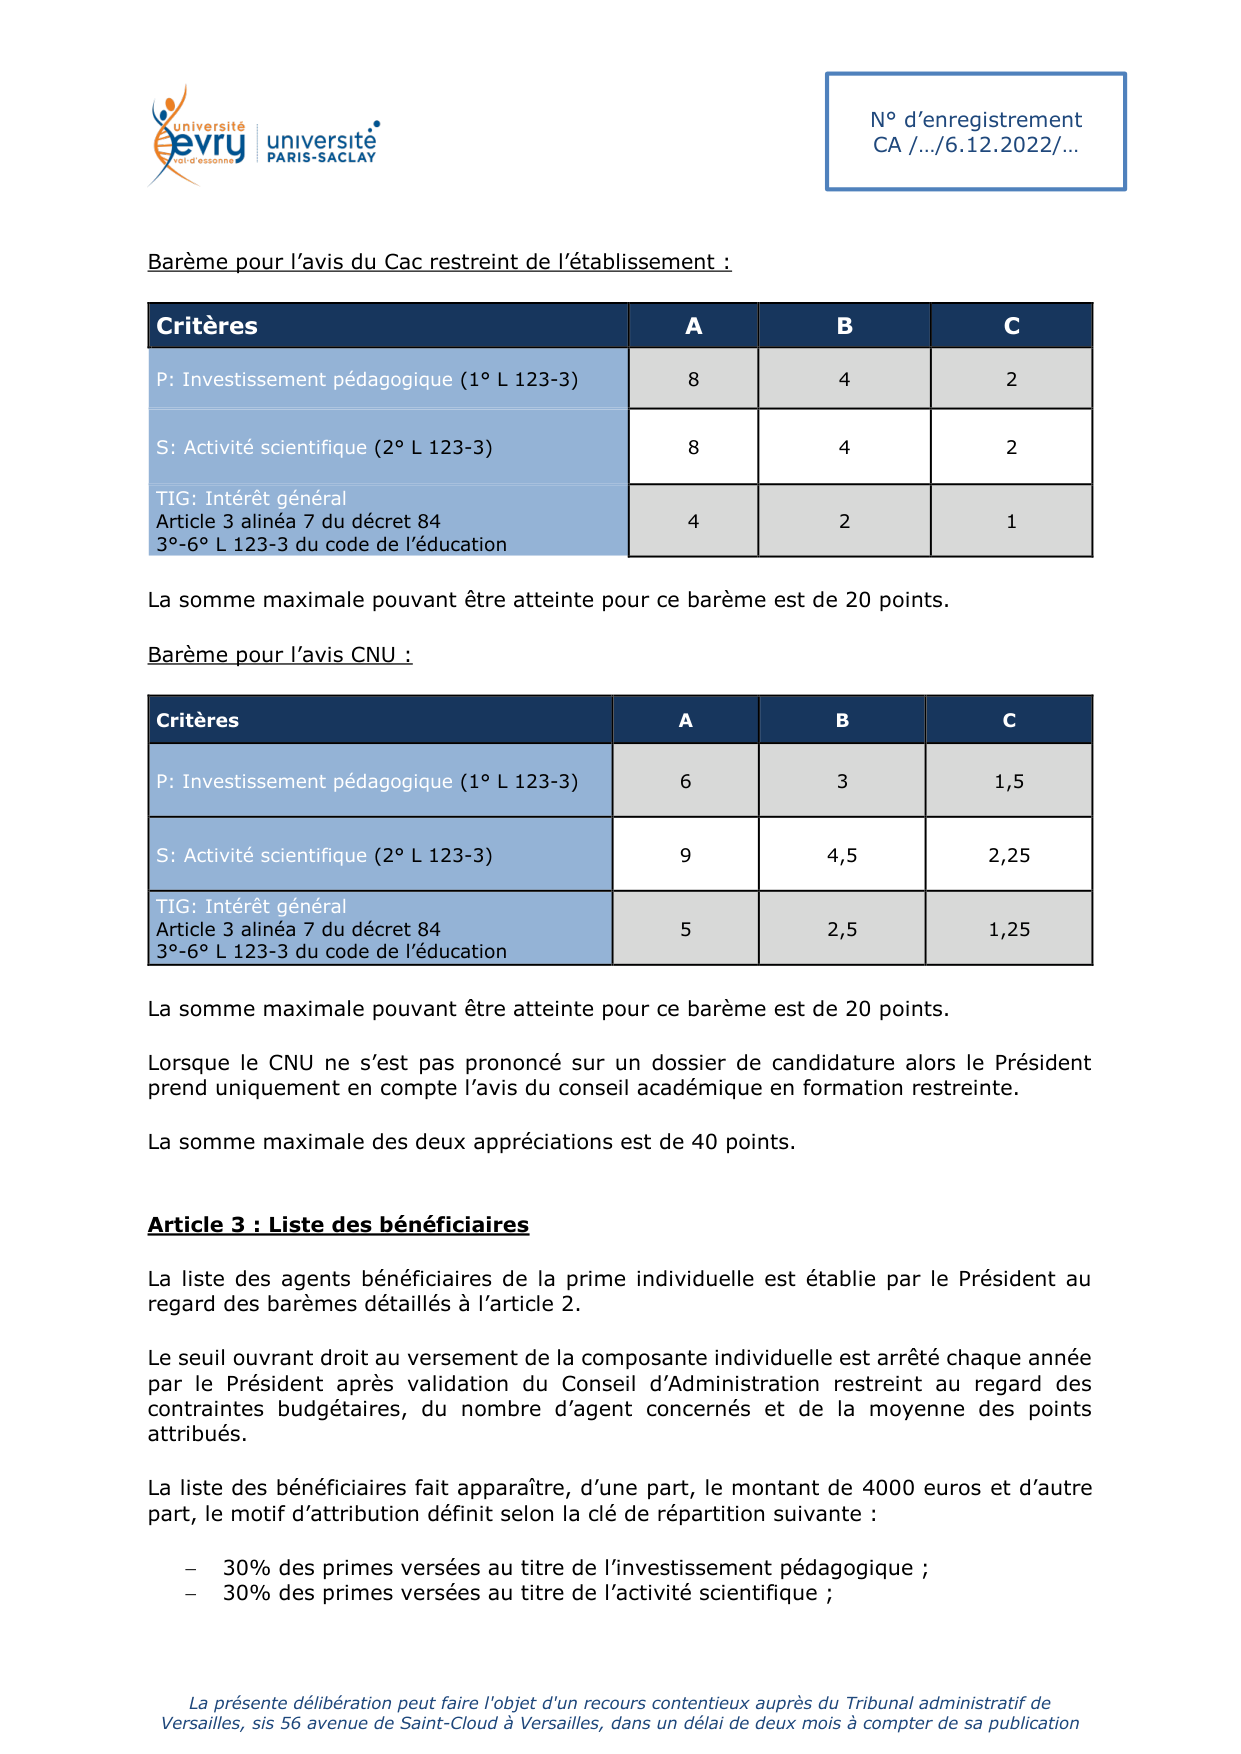 université
evry
val-d'essonne
université
PARIS-SACLAY
N° d’enregistrement
CA /…/6.12.2022/…
Barème pour l’avis du Cac restreint de l’établissement :
Critères A B C
P: Investissement pédagogique (1° L 123-3) 8 4 2
S: Activité scientifique (2° L 123-3) 8 4 2
TIG: Intérêt général
Article 3 alinéa 7 du décret 84 4 2 1
3°-6° L 123-3 du code de l’éducation
La somme maximale pouvant être atteinte pour ce barème est de 20 points.
Barème pour l’avis CNU :
Critères A B C
P: Investissement pédagogique (1° L 123-3) 6 3 1,5
S: Activité scientifique (2° L 123-3) 9 4,5 2,25
TIG: Intérêt général
Article 3 alinéa 7 du décret 84 5 2,5 1,25
3°-6° L 123-3 du code de l’éducation
La somme maximale pouvant être atteinte pour ce barème est de 20 points.
Lorsque le CNU ne s’est pas prononcé sur un dossier de candidature alors le Président
prend uniquement en compte l’avis du conseil académique en formation restreinte.
La somme maximale des deux appréciations est de 40 points.
Article 3 : Liste des bénéficiaires
La liste des agents bénéficiaires de la prime individuelle est établie par le Président au
regard des barèmes détaillés à l’article 2.
Le seuil ouvrant droit au versement de la composante individuelle est arrêté chaque année
par le Président après validation du Conseil d’Administration restreint au regard des
contraintes budgétaires, du nombre d’agent concernés et de la moyenne des points
attribués.
La liste des bénéficiaires fait apparaître, d’une part, le montant de 4000 euros et d’autre
part, le motif d’attribution définit selon la clé de répartition suivante :
– 30% des primes versées au titre de l’investissement pédagogique ;
– 30% des primes versées au titre de l’activité scientifique ;
La présente délibération peut faire l'objet d'un recours contentieux auprès du Tribunal administratif de
Versailles, sis 56 avenue de Saint-Cloud à Versailles, dans un délai de deux mois à compter de sa publication